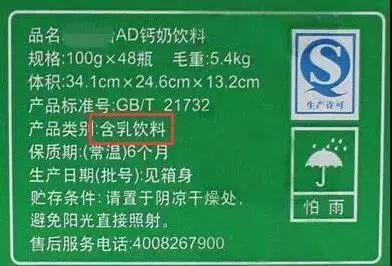 品名 AD钙奶饮料
规格:100g×48瓶 毛重:5.4kg
体积:34.1cm×24.6cm×13.2cm
产品标准号:GB/T 21732
产品类别:含乳饮料
保质期:(常温)6个月
生产日期(批号):见箱身
贮存条件:请置于阴凉干燥处,
避免阳光直接照射。
售后服务电话:4008267900
生产许可
怕雨